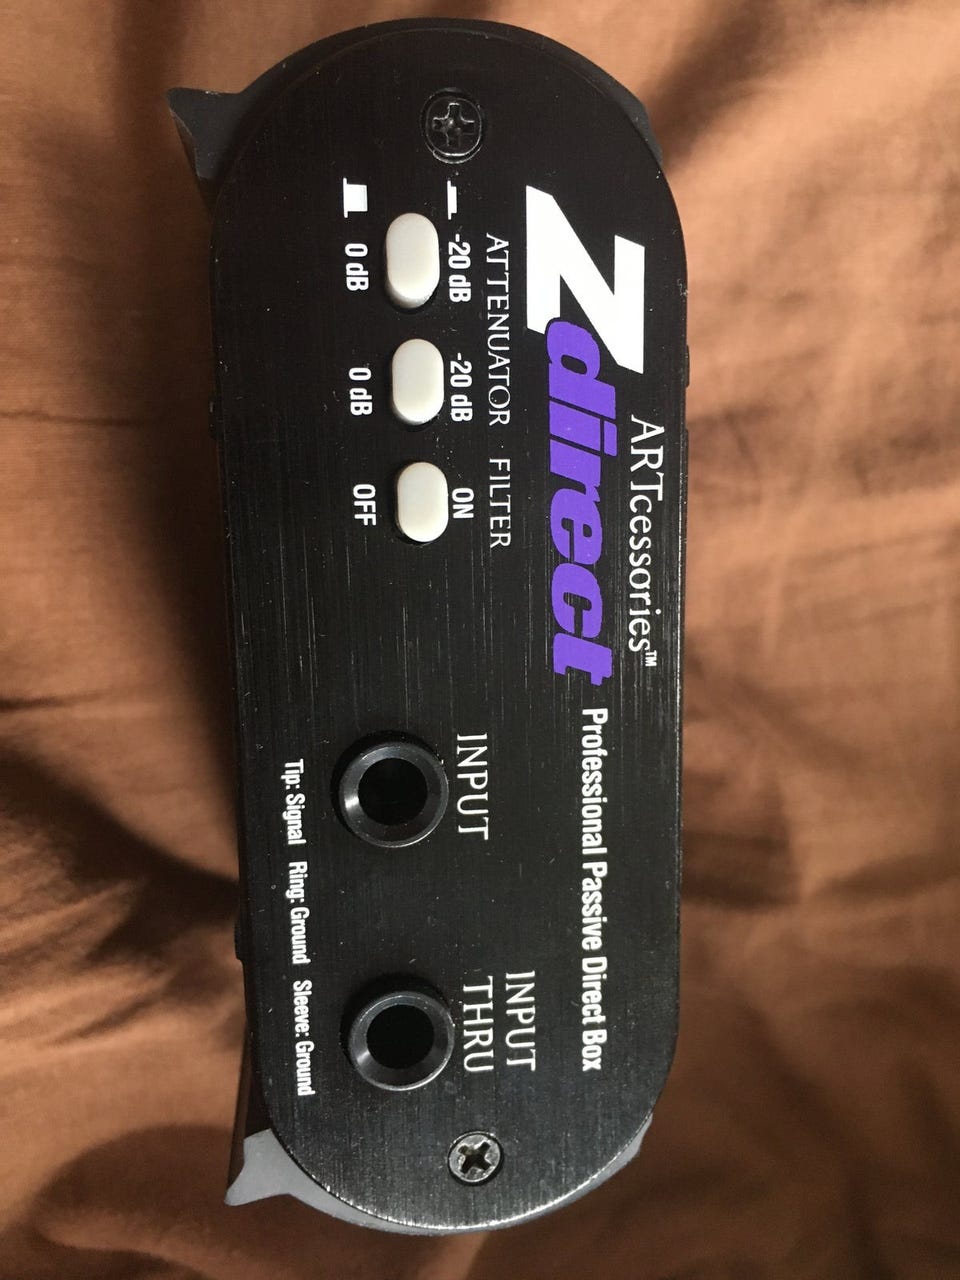 ARTcessories™
Zdirect
Professional Passive Direct Box
ATTENUATOR FILTER
-20 dB -20 dB ON
0 dB 0 dB OFF
INPUT
INPUT
THRU
Tip: Signal Ring: Ground Sleeve: Ground